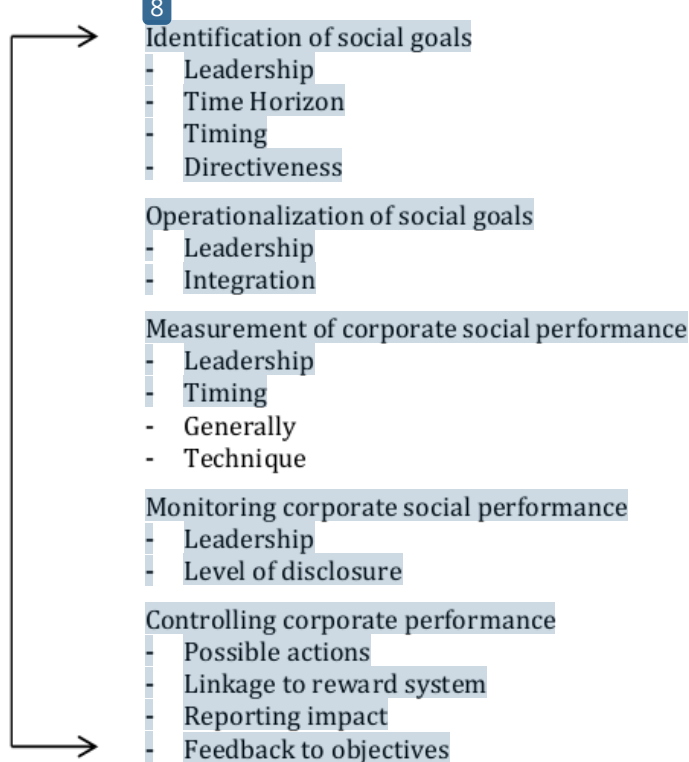 8
Identification of social goals
- Leadership
- Time Horizon
- Timing
- Directiveness
Operationalization of social goals
- Leadership
- Integration
Measurement of corporate social performance
- Leadership
- Timing
- Generally
- Technique
Monitoring corporate social performance
- Leadership
- Level of disclosure
Controlling corporate performance
- Possible actions
- Linkage to reward system
- Reporting impact
- Feedback to objectives